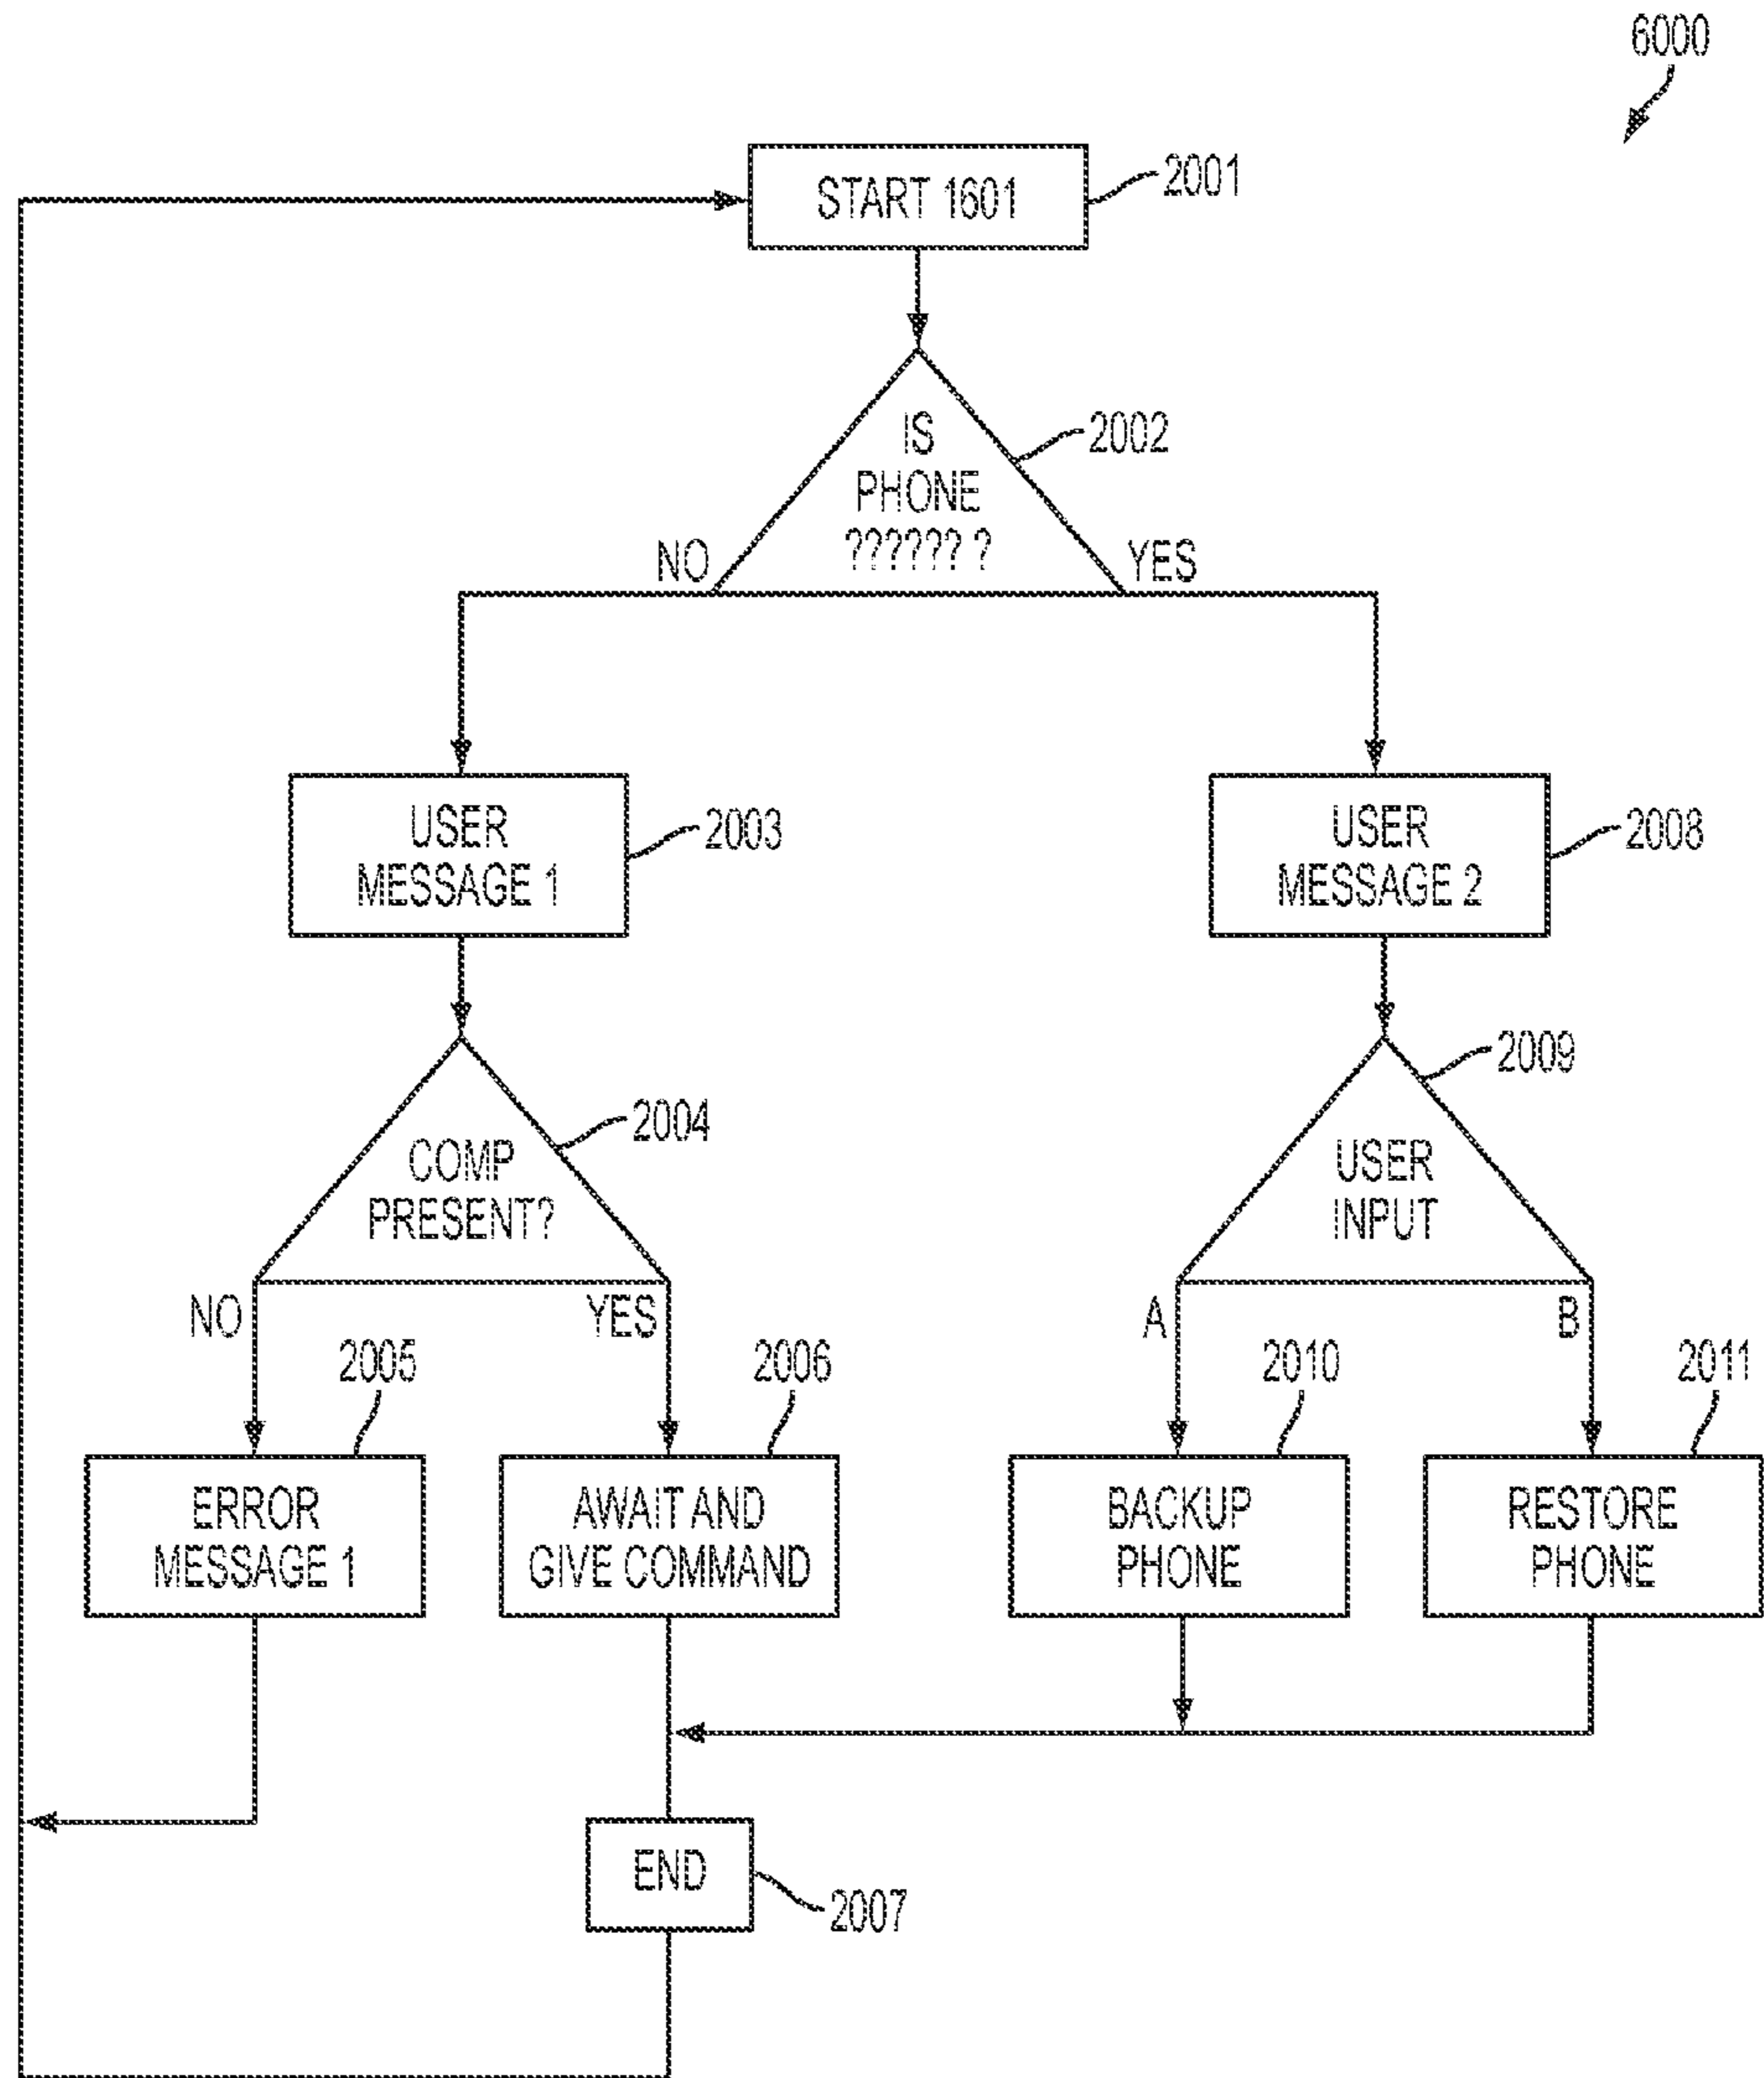 6000
START 1601
2001
IS
PHONE
?????? ?
2002
NO
YES
USER
MESSAGE 1
2003
USER
MESSAGE 2
2008
COMP
PRESENT?
2004
USER
INPUT
2009
NO
YES
A
B
2005
2006
2010
2011
ERROR
MESSAGE 1
AWAIT AND
GIVE COMMAND
BACKUP
PHONE
RESTORE
PHONE
END
2007